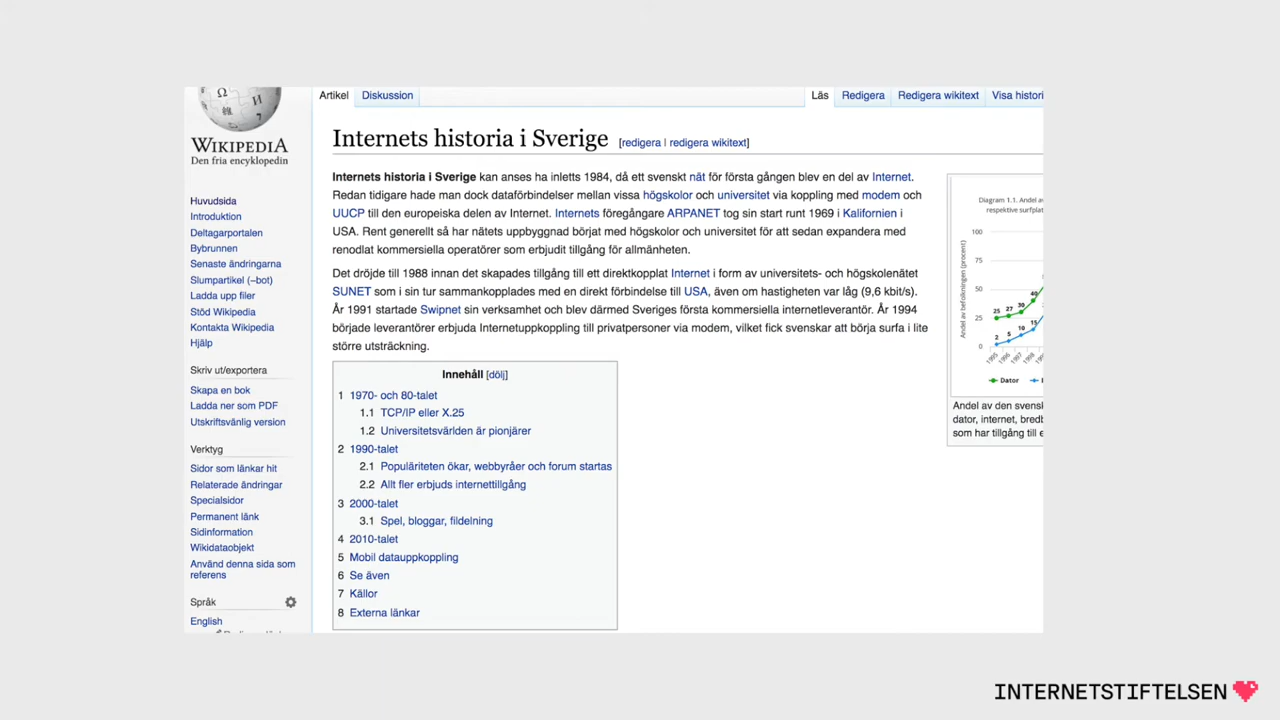 WIKIPEDIA
Den fria encyklopedin
Huvudsida
Introduktion
Deltagarportalen
Bybrunnen
Senaste ändringarna
Slumpartikel (–bot)
Ladda upp filer
Stöd Wikipedia
Kontakta Wikipedia
Hjälp
Skriv ut/exportera
Skapa en bok
Ladda ner som PDF
Utskriftsvänlig version
Verktyg
Sidor som länkar hit
Relaterade ändringar
Specialsidor
Permanent länk
Sidinformation
Wikidataobjekt
Använd denna sida som
referens
Språk
English
Artikel Diskussion Läs Redigera Redigera wikitext Visa histori
Internets historia i Sverige [redigera | redigera wikitext]
Internets historia i Sverige kan anses ha inletts 1984, då ett svenskt nät för första gången blev en del av Internet.
Redan tidigare hade man dock dataförbindelser mellan vissa högskolor och universitet via koppling med modem och
UUCP till den europeiska delen av Internet. Internets föregångare ARPANET tog sin start runt 1969 i Kalifornien i
USA. Rent generellt så har nätets uppbyggnad börjat med högskolor och universitet för att sedan expandera med
renodlat kommersiella operatörer som erbjudit tillgång för allmänheten.
Det dröjde till 1988 innan det skapades tillgång till ett direktkopplat Internet i form av universitets- och högskolenätet
SUNET som i sin tur sammankopplades med en direkt förbindelse till USA, även om hastigheten var låg (9,6 kbit/s).
År 1991 startade Swipnet sin verksamhet och blev därmed Sveriges första kommersiella internetleverantör. År 1994
började leverantörer erbjuda Internetuppkoppling till privatpersoner via modem, vilket fick svenskar att börja surfa i lite
större utsträckning.
Innehåll [dölj]
1 1970- och 80-talet
1.1 TCP/IP eller X.25
1.2 Universitetsvärlden är pionjärer
2 1990-talet
2.1 Populäriteten ökar, webbyråer och forum startas
2.2 Allt fler erbjuds internettillgång
3 2000-talet
3.1 Spel, bloggar, fildelning
4 2010-talet
5 Mobil datauppkoppling
6 Se även
7 Källor
8 Externa länkar
Diagram 1.1. Andel av
respektive surfplat
Andel av befolkningen (procent)
100
75
50
25
0
25 27 30 40
2 5 10 15
1995 1996 1997 1998
Dator
Andel av den svensk
dator, internet, bredb
som har tillgång till e
INTERNETSTIFTELSEN